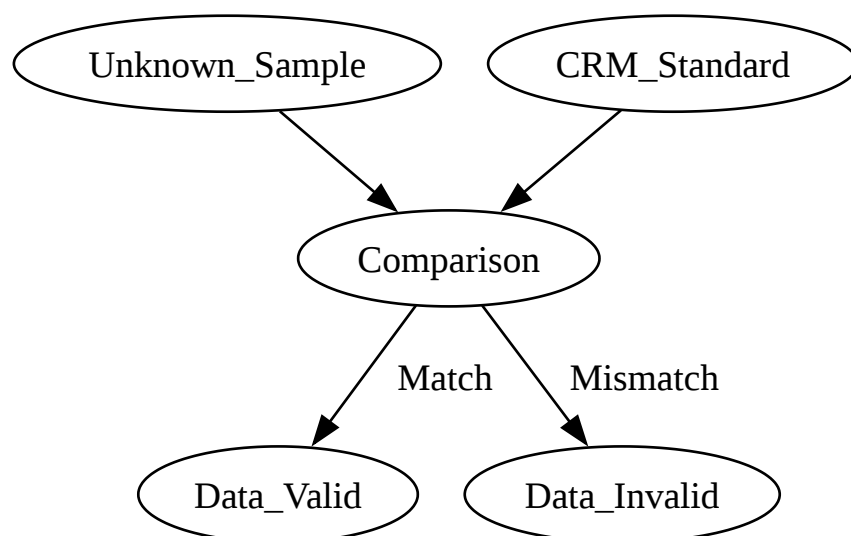 Unknown_Sample
CRM_Standard
Comparison
Match
Mismatch
Data_Valid
Data_Invalid